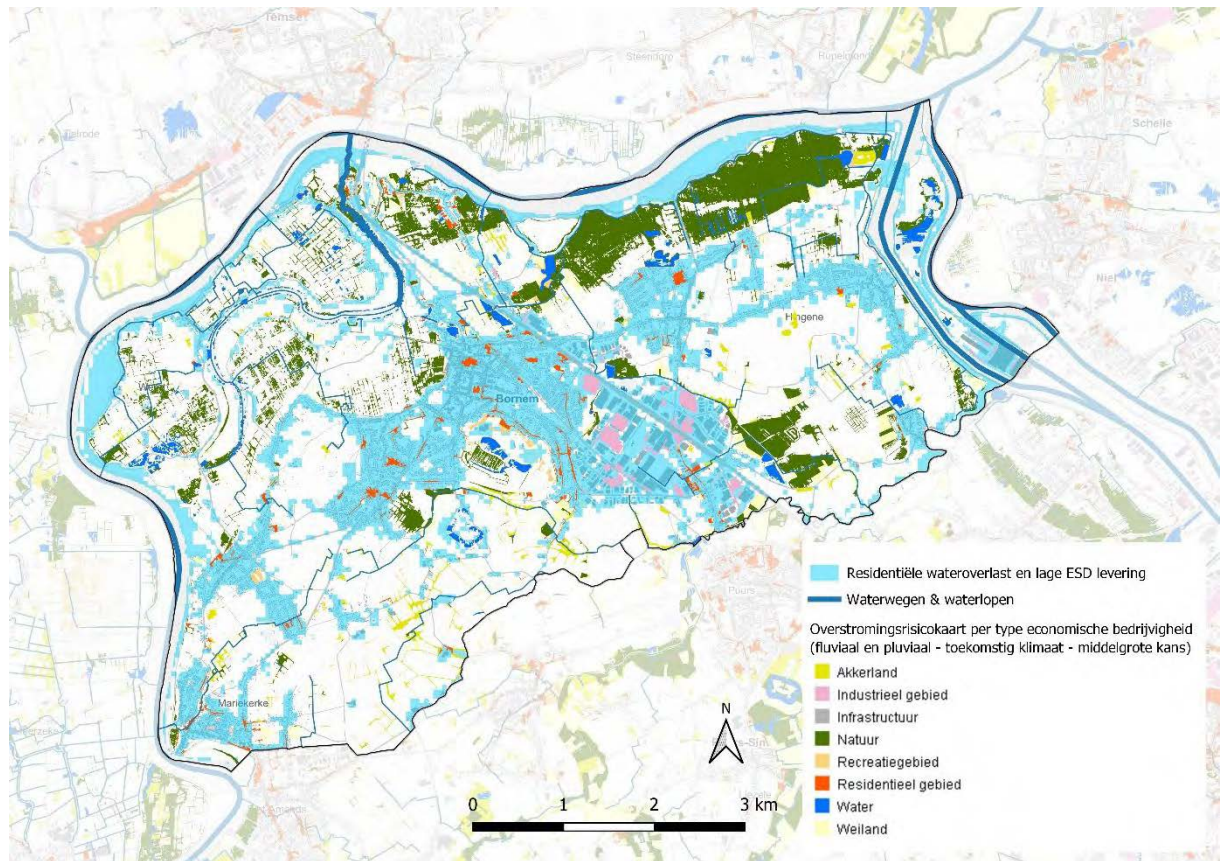 Temse
Steendorp
Rupelmonde
Schelle
Tielrode
Niel
Hingene
Bornem
Puurs
Mariekerke
Residentiële wateroverlast en lage ESD levering
Waterwegen & waterlopen
Overstromingsrisicokaart per type economische bedrijvigheid
(fluviaal en pluviaal - toekomstig klimaat - middelgrote kans)
Akkerland
Industrieel gebied
Infrastructuur
Natuur
Recreatiegebied
Residentieel gebied
Water
Weiland
N
0 1 2 3 km